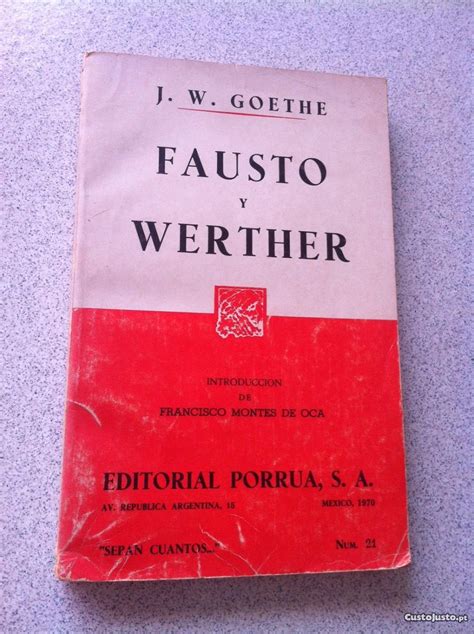 J. W. GOETHE
FAUSTO
Y
WERTHER
INTRODUCCION
DE
FRANCISCO MONTES DE OCA
EDITORIAL PORRUA, S. A.
AV. REPUBLICA ARGENTINA, 15 MEXICO, 1970
"SEPAN CUANTOS..." NUM. 21
CustoJusto.pt